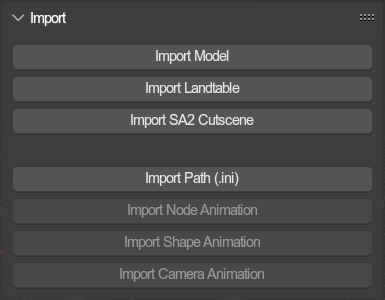 Import
Import Model
Import Landtable
Import SA2 Cutscene
Import Path (.ini)
Import Node Animation
Import Shape Animation
Import Camera Animation